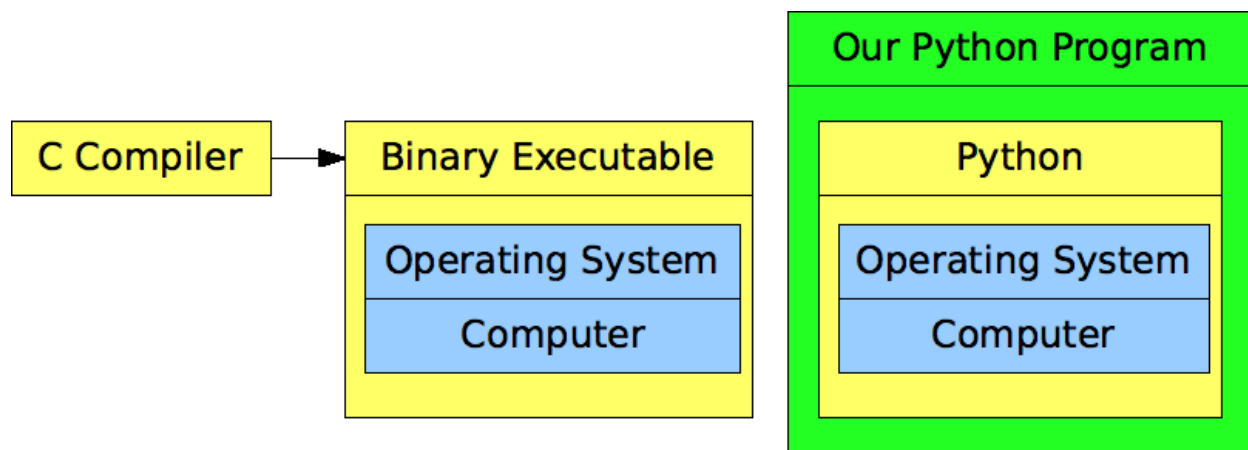 C Compiler
Binary Executable
Operating System
Computer
Our Python Program
Python
Operating System
Computer